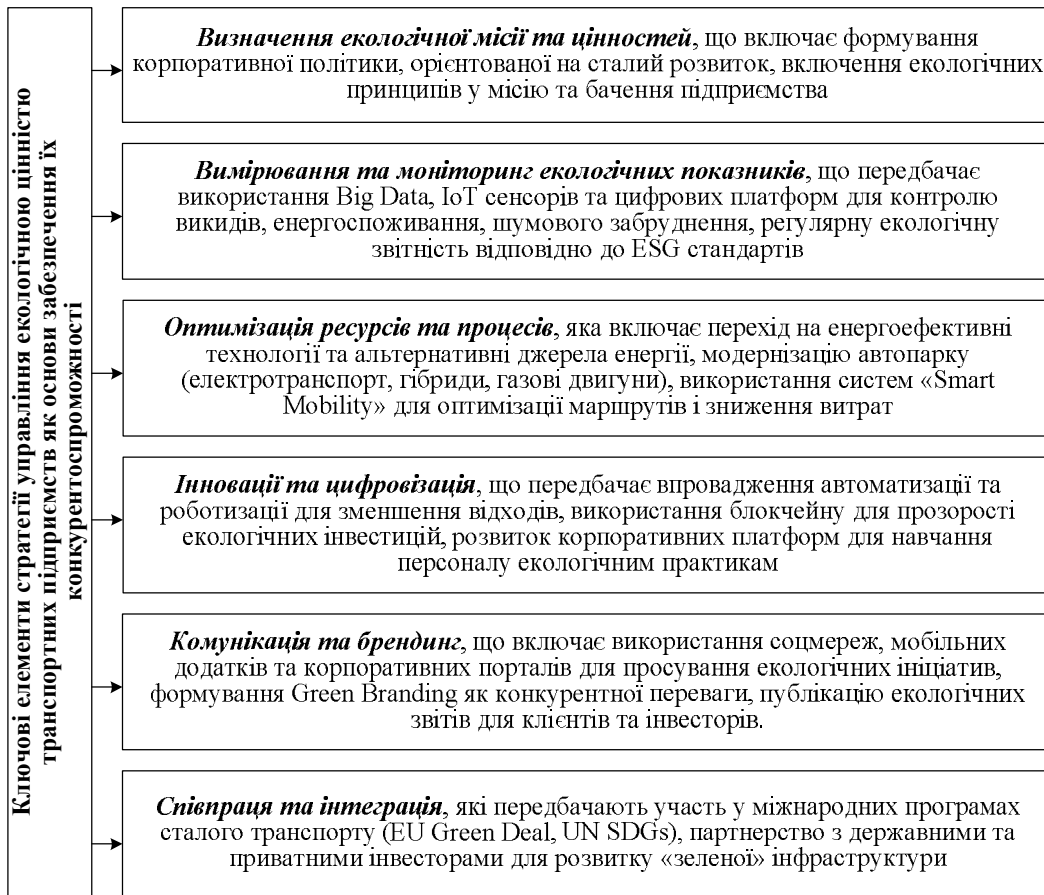 Ключові елементи стратегії управління екологічною цінністю
транспортних підприємств як основи забезпечення їх
конкурентоспроможності
Визначення екологічної місії та цінностей, що включає формування
корпоративної політики, орієнтованої на сталий розвиток, включення екологічних
принципів у місію та бачення підприємства
Вимірювання та моніторинг екологічних показників, що передбачає
використання Big Data, IoT сенсорів та цифрових платформ для контролю
викидів, енергоспоживання, шумового забруднення, регулярну екологічну
звітність відповідно до ESG стандартів
Оптимізація ресурсів та процесів, яка включає перехід на енергоефективні
технології та альтернативні джерела енергії, модернізацію автопарку
(електротранспорт, гібриди, газові двигуни), використання систем «Smart
Mobility» для оптимізації маршрутів і зниження витрат
Інновації та цифровізація, що передбачає впровадження автоматизації та
роботизації для зменшення відходів, використання блокчейну для прозорості
екологічних інвестицій, розвиток корпоративних платформ для навчання
персоналу екологічним практикам
Комунікація та брендинг, що включає використання соцмереж, мобільних
додатків та корпоративних порталів для просування екологічних ініціатив,
формування Green Branding як конкурентної переваги, публікацію екологічних
звітів для клієнтів та інвесторів.
Співпраця та інтеграція, які передбачають участь у міжнародних програмах
сталого транспорту (EU Green Deal, UN SDGs), партнерство з державними та
приватними інвесторами для розвитку «зеленої» інфраструктури